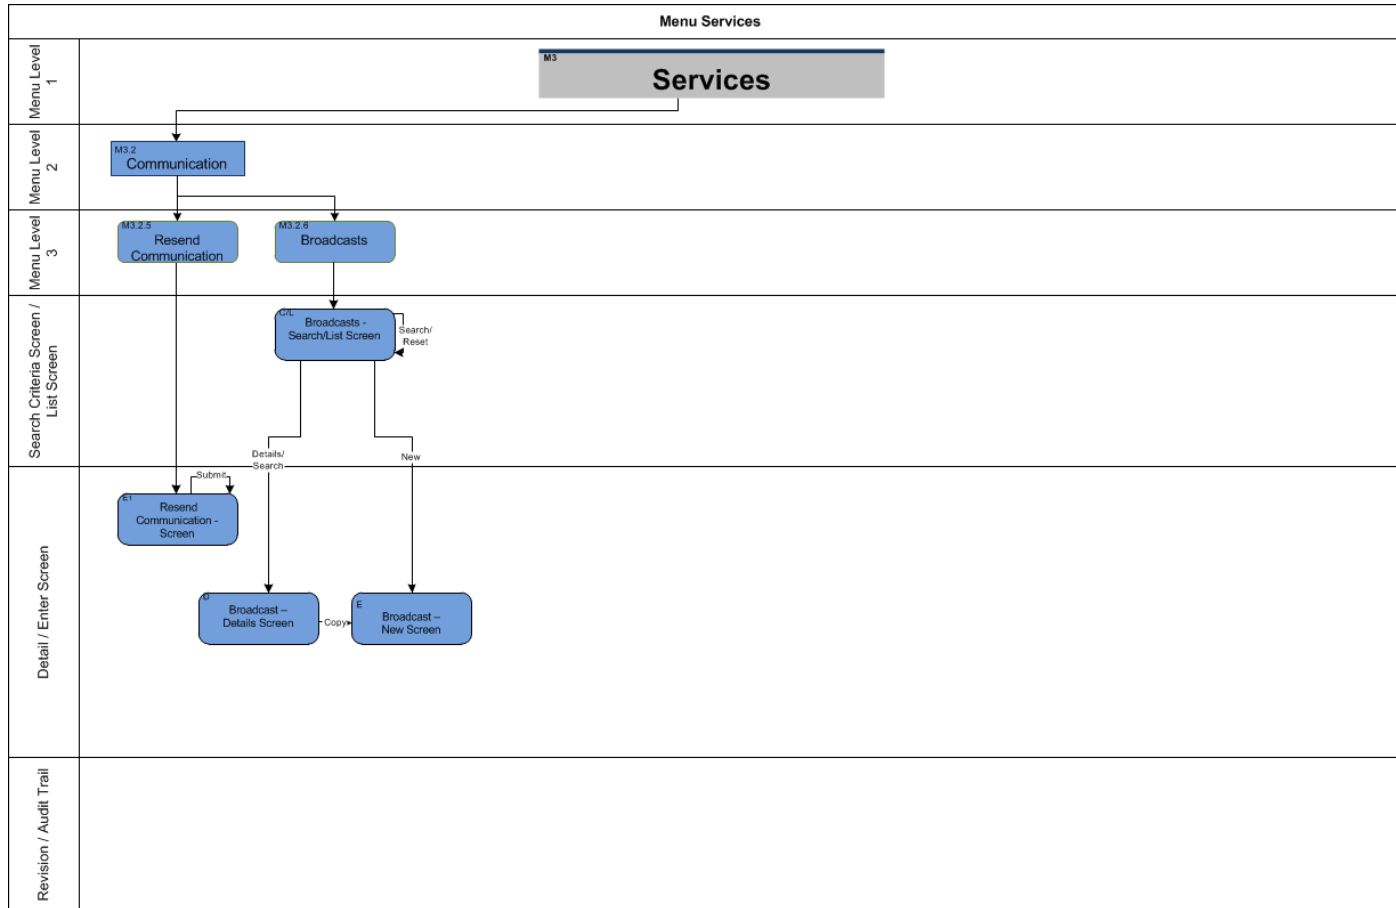 Menu Services
Menu Level
1
M3
Services
Menu Level
2
M3.2
Communication
Menu Level
3
M3.2.5
Resend
Communication
M3.2.6
Broadcasts
Search Criteria Screen /
List Screen
C/L
Broadcasts -
Search/List Screen
Search/
Reset
Details/
Search
New
Detail / Enter Screen
Submit
E1
Resend
Communication -
Screen
D
Broadcast –
Details Screen
Copy
E
Broadcast –
New Screen
Revision / Audit Trail